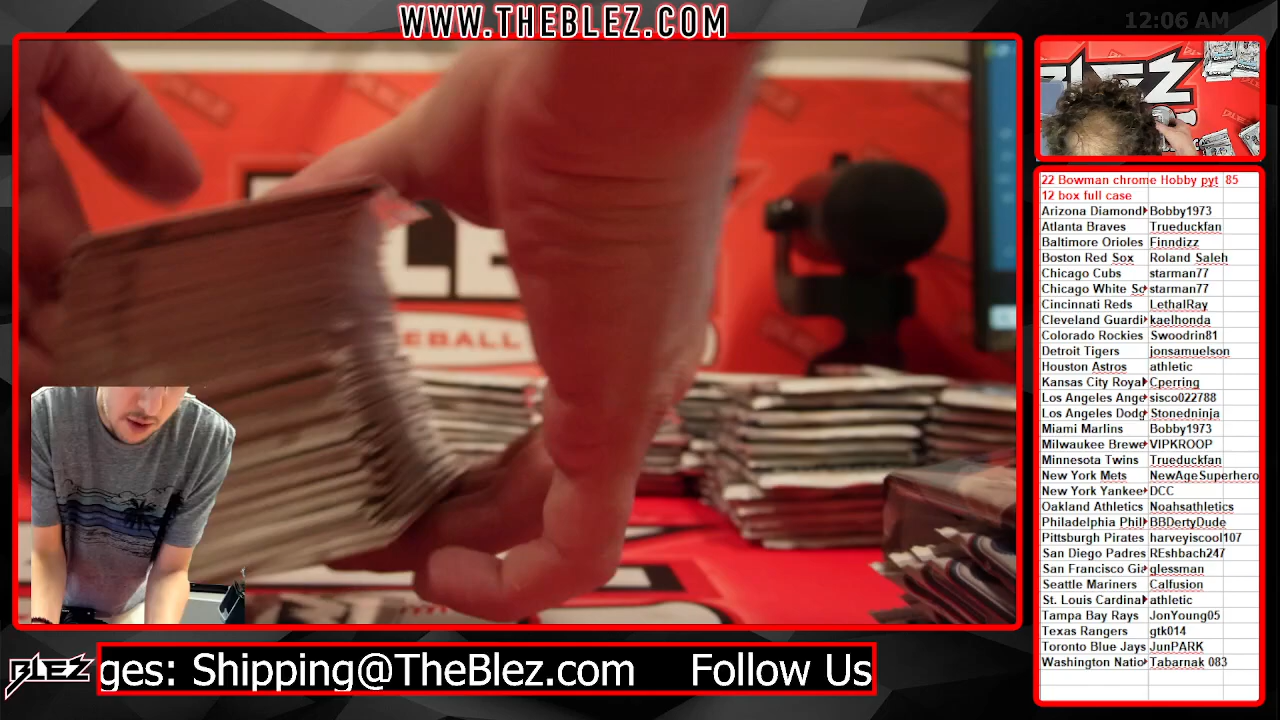 WWW.THEBLEZ.COM
12:06 AM
BLEZ
22 Bowman chrome Hobby pyt 85
12 box full case
Arizona Diamond Bobby1973
Atlanta Braves Trueduckfan
Baltimore Orioles Finndizz
Boston Red Sox Roland Saleh
Chicago Cubs starman77
Chicago White So starman77
Cincinnati Reds LethalRay
Cleveland Guardi kaelhonda
Colorado Rockies Swoodrin81
Detroit Tigers jonsamuelson
Houston Astros athletic
Kansas City Royal Cperring
Los Angeles Ange sisco022788
Los Angeles Dodg Stonedninja
Miami Marlins Bobby1973
Milwaukee Brewe VIPKROOP
Minnesota Twins Trueduckfan
New York Mets NewAgeSuperhero
New York Yankee DCC
Oakland Athletics Noahsathletics
Philadelphia Phil BBDertyDude
Pittsburgh Pirates harveyiscool107
San Diego Padres REshbach247
San Francisco Gia glessman
Seattle Mariners Calfusion
St. Louis Cardina athletic
Tampa Bay Rays JonYoung05
Texas Rangers gtk014
Toronto Blue Jays JunPARK
Washington Natio Tabarnak 083
BLEZ
ges: Shipping@TheBlez.com Follow Us